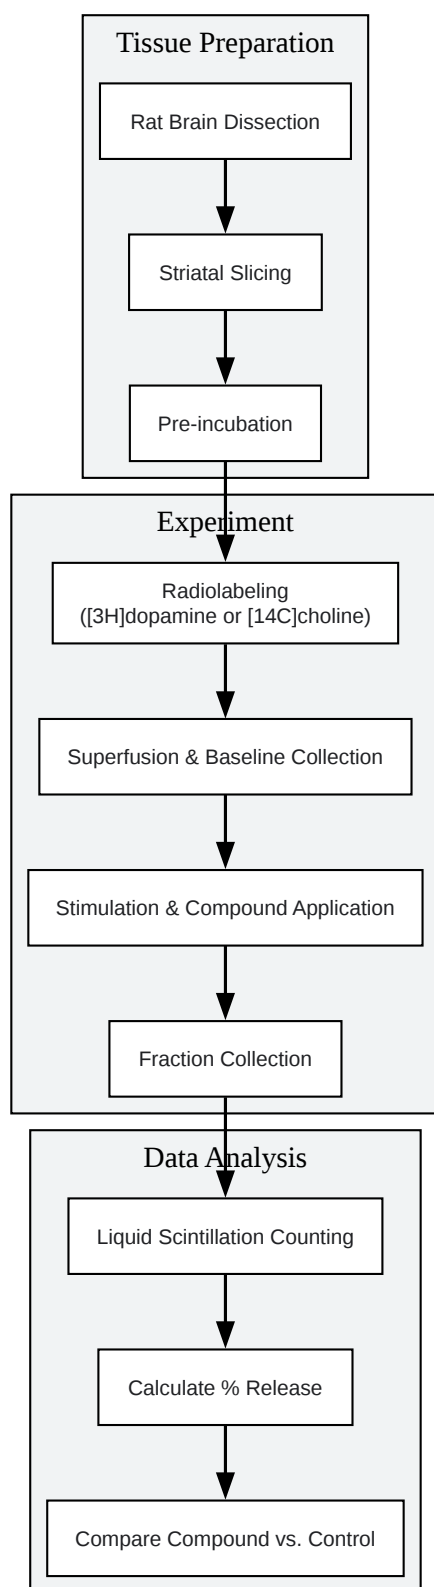 Tissue Preparation
Rat Brain Dissection
Striatal Slicing
Pre-incubation
Experiment
Radiolabeling
([3H]dopamine or [14C]choline)
Superfusion & Baseline Collection
Stimulation & Compound Application
Fraction Collection
Data Analysis
Liquid Scintillation Counting
Calculate % Release
Compare Compound vs. Control